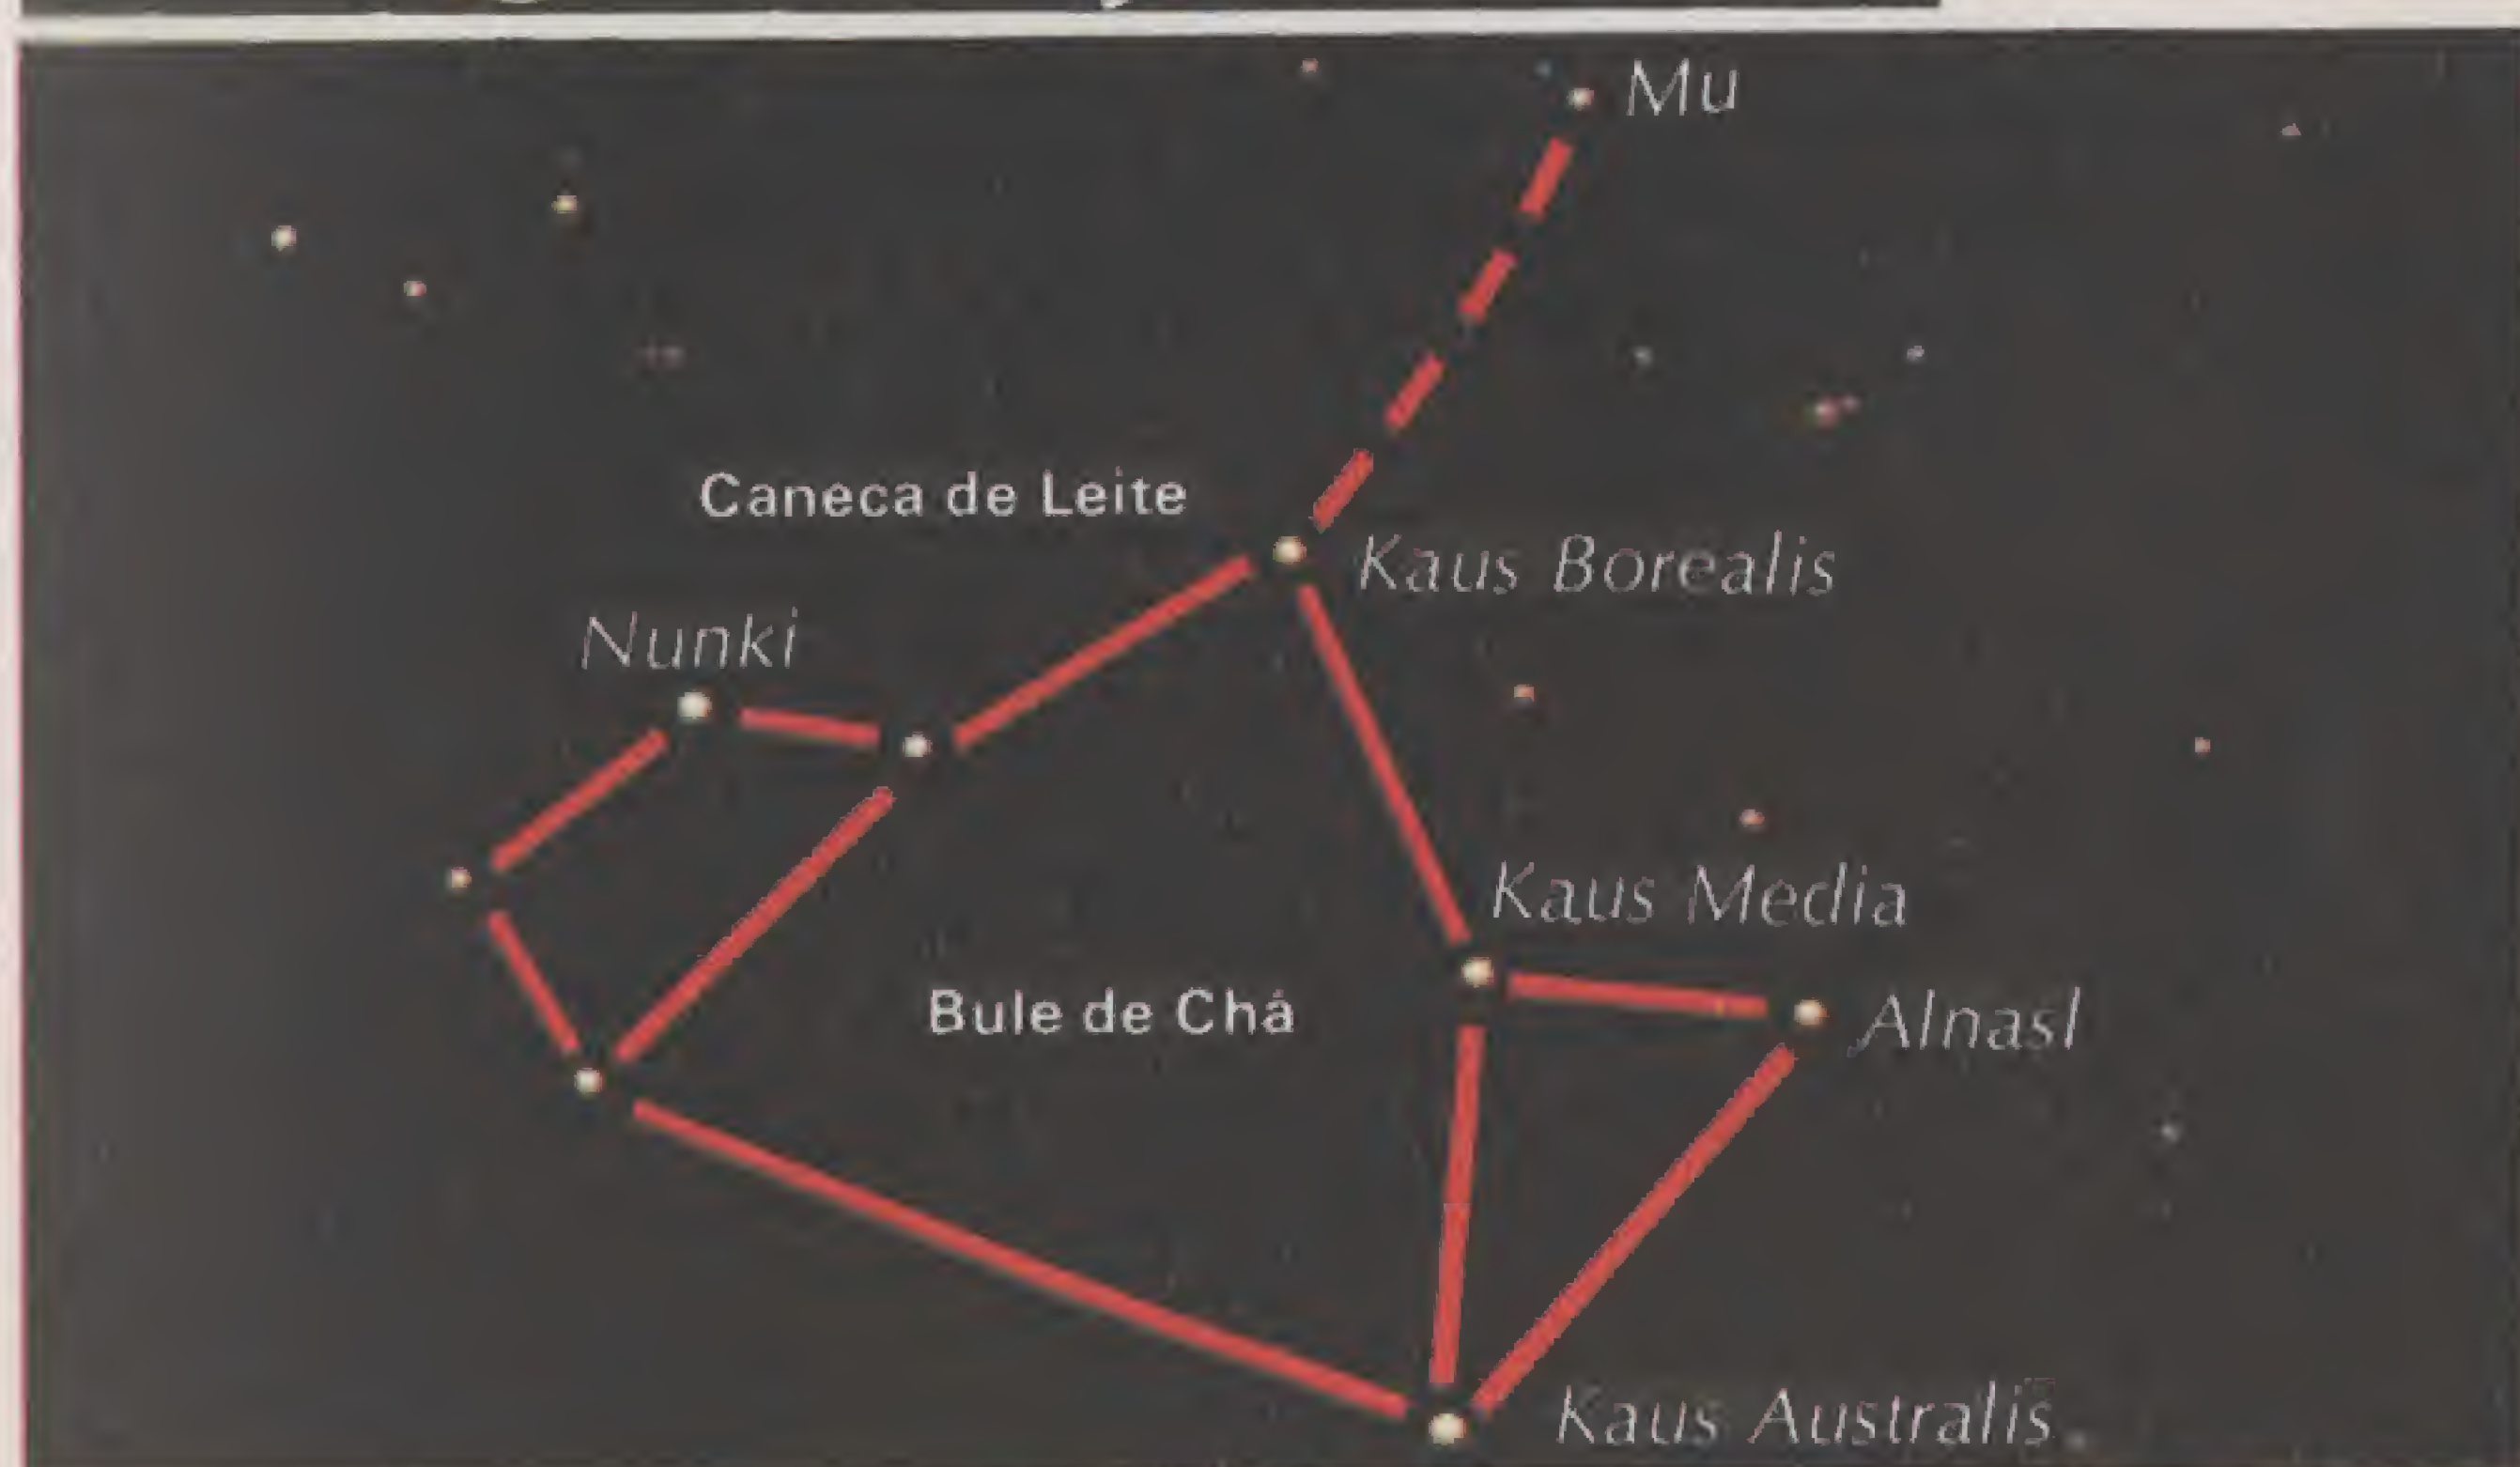 Mu
Caneca de Leite
Kaus Borealis
Nunki
Kaus Media
Bule de Chá
Alnasl
Kaus Australis